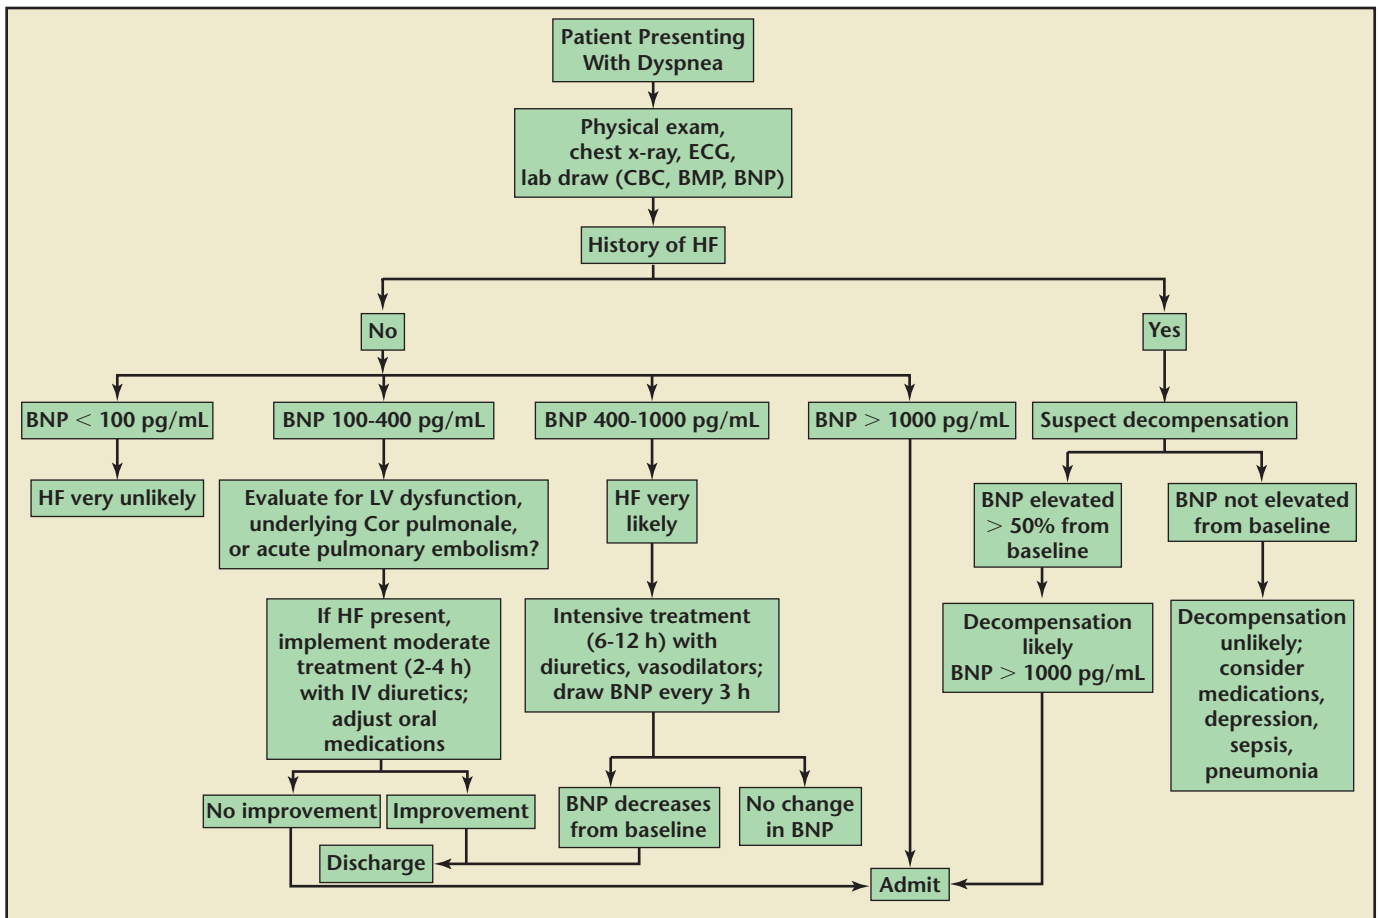 Patient Presenting
With Dyspnea
Physical exam,
chest x-ray, ECG,
lab draw (CBC, BMP, BNP)
History of HF
No
Yes
BNP < 100 pg/mL
BNP 100-400 pg/mL
BNP 400-1000 pg/mL
BNP > 1000 pg/mL
Suspect decompensation
HF very unlikely
Evaluate for LV dysfunction,
underlying Cor pulmonale,
or acute pulmonary embolism?
HF very
likely
BNP elevated
> 50% from
baseline
BNP not elevated
from baseline
If HF present,
implement moderate
treatment (2-4 h)
with IV diuretics;
adjust oral
medications
Intensive treatment
(6-12 h) with
diuretics, vasodilators;
draw BNP every 3 h
Decompensation
likely
BNP > 1000 pg/mL
Decompensation
unlikely;
consider
medications,
depression,
sepsis,
pneumonia
No improvement
Improvement
BNP decreases
from baseline
No change
in BNP
Discharge
Admit